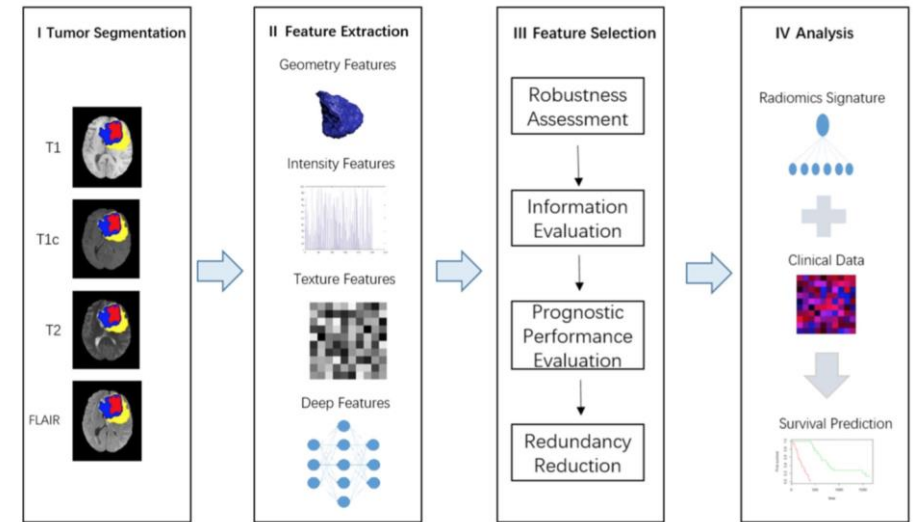 I Tumor Segmentation
T1
T1c
T2
FLAIR
II Feature Extraction
Geometry Features
Intensity Features
Texture Features
Deep Features
III Feature Selection
Robustness
Assessment
Information
Evaluation
Prognostic
Performance
Evaluation
Redundancy
Reduction
IV Analysis
Radiomics Signature
Clinical Data
Survival Prediction